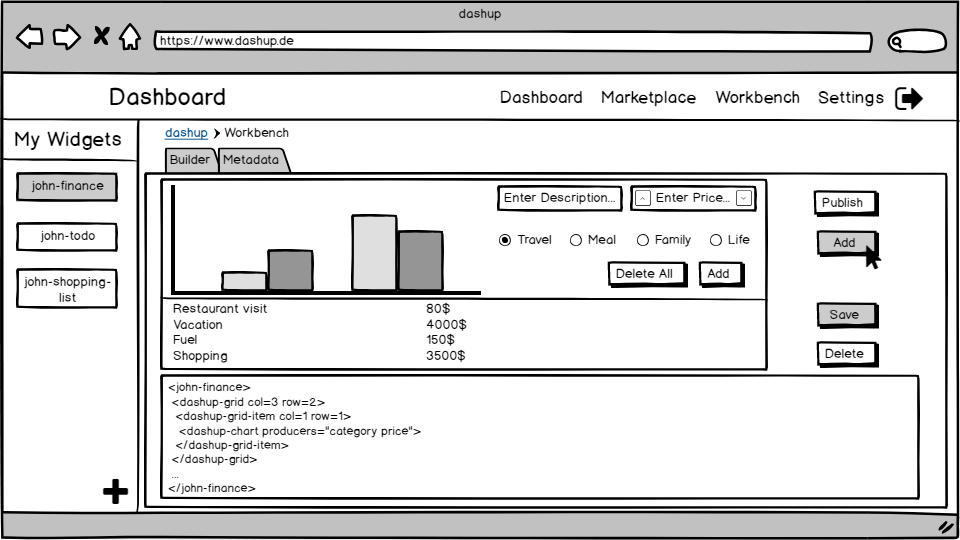 dashup
https://www.dashup.de
Dashboard
Dashboard Marketplace Workbench Settings
My Widgets
john-finance
john-todo
john-shopping-
list
dashup Workbench
Builder Metadata
Enter Description... Enter Price...
Travel Meal Family Life
Delete All Add
Restaurant visit 80$
Vacation 4000$
Fuel 150$
Shopping 3500$
Publish
Add
Save
Delete
<john-finance>
<dashup-grid col=3 row=2>
<dashup-grid-item col=1 row=1>
<dashup-chart producers="category price">
</dashup-grid-item>
</dashup-grid>
...
</john-finance>